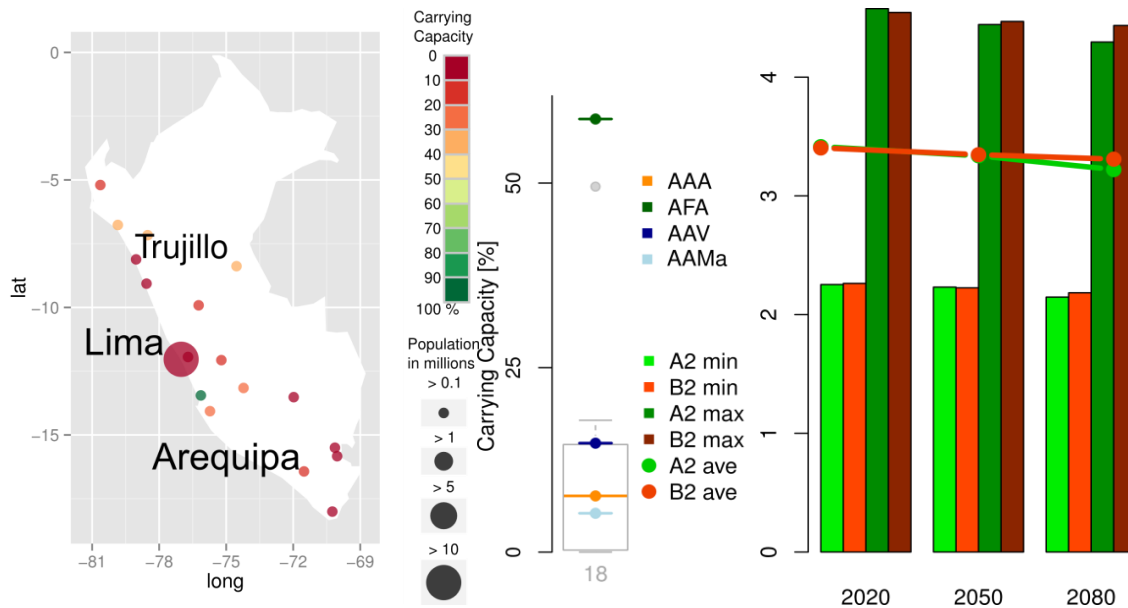 0
−5
−10
−15
lat
−81
−78
−75
−72
−69
long
Trujillo
Lima
Arequipa
Carrying
Capacity
0
10
20
30
40
50
60
70
80
90
100 %
Population
in millions
> 0.1
> 1
> 5
> 10
Carrying Capacity [%]
50
25
0
18
AAA
AFA
AAV
AAMa
A2 min
B2 min
A2 max
B2 max
A2 ave
B2 ave
4
3
2
1
0
2020
2050
2080